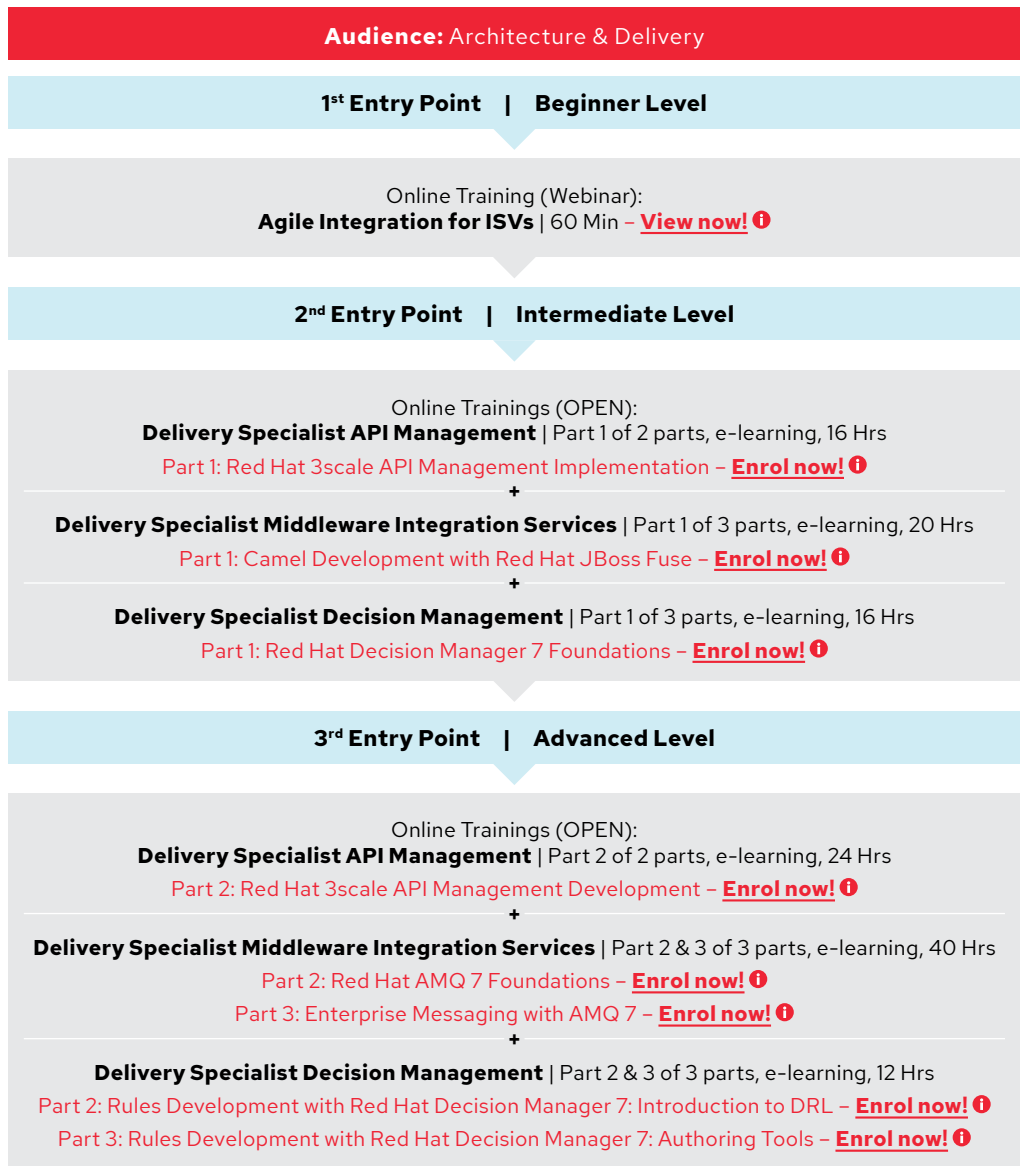 Audience: Architecture & Delivery
1st Entry Point | Beginner Level
Online Training (Webinar):
Agile Integration for ISVs | 60 Min – View now! i
2nd Entry Point | Intermediate Level
Online Trainings (OPEN):
Delivery Specialist API Management | Part 1 of 2 parts, e-learning, 16 Hrs
Part 1: Red Hat 3scale API Management Implementation – Enrol now! i
+
Delivery Specialist Middleware Integration Services | Part 1 of 3 parts, e-learning, 20 Hrs
Part 1: Camel Development with Red Hat JBoss Fuse – Enrol now! i
+
Delivery Specialist Decision Management | Part 1 of 3 parts, e-learning, 16 Hrs
Part 1: Red Hat Decision Manager 7 Foundations – Enrol now! i
3rd Entry Point | Advanced Level
Online Trainings (OPEN):
Delivery Specialist API Management | Part 2 of 2 parts, e-learning, 24 Hrs
Part 2: Red Hat 3scale API Management Development – Enrol now! i
+
Delivery Specialist Middleware Integration Services | Part 2 & 3 of 3 parts, e-learning, 40 Hrs
Part 2: Red Hat AMQ 7 Foundations – Enrol now! i
Part 3: Enterprise Messaging with AMQ 7 – Enrol now! i
+
Delivery Specialist Decision Management | Part 2 & 3 of 3 parts, e-learning, 12 Hrs
Part 2: Rules Development with Red Hat Decision Manager 7: Introduction to DRL – Enrol now! i
Part 3: Rules Development with Red Hat Decision Manager 7: Authoring Tools – Enrol now! i